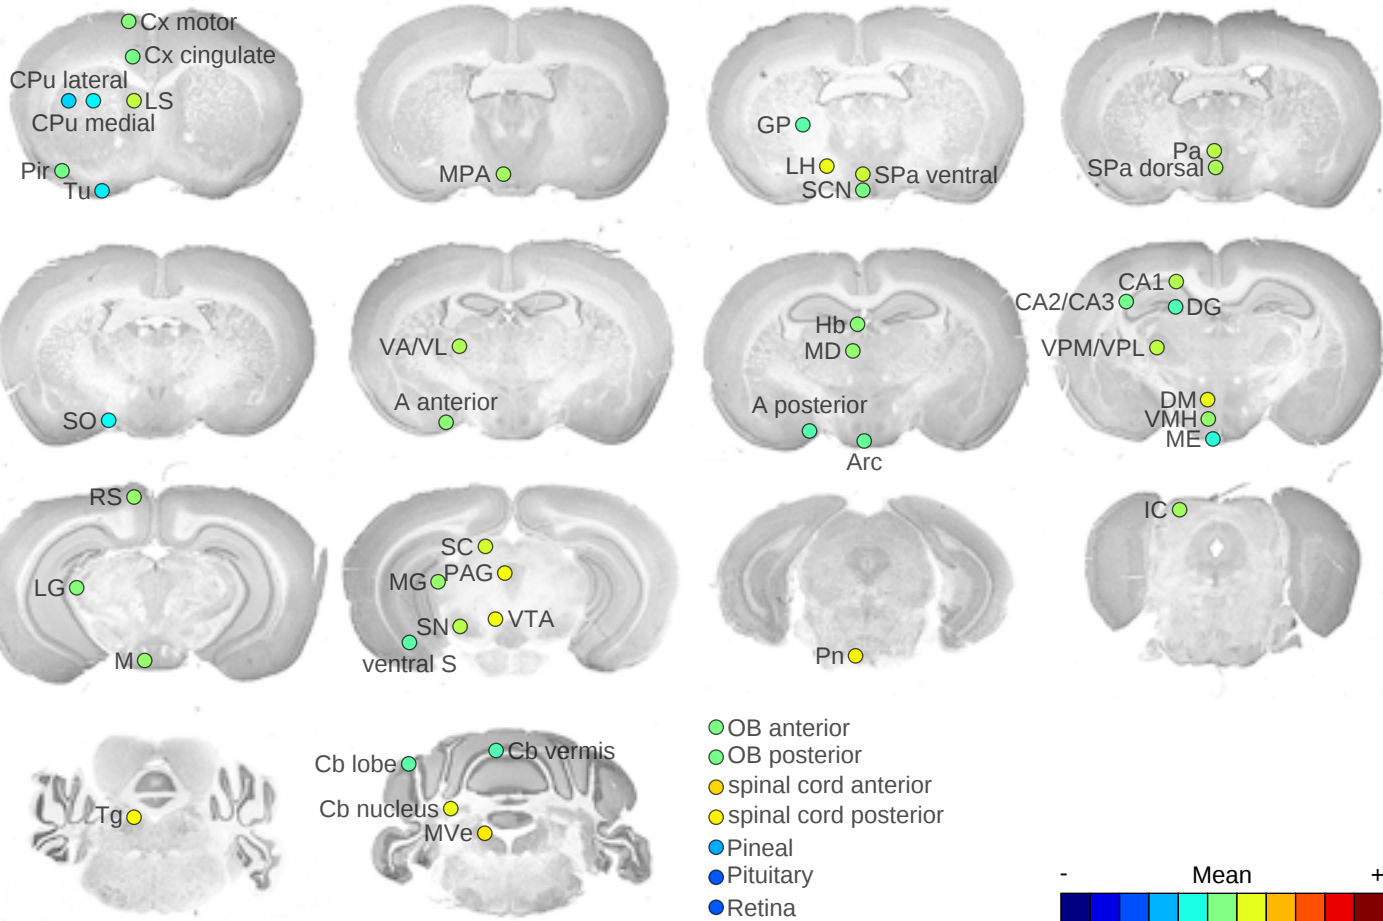 Cx motor
Cx cingulate
CPu lateral
LS
CPu medial
Pir
Tu
MPA
GP
LH
SPa ventral
SCN
Pa
SPa dorsal
SO
VA/VL
A anterior
Hb
MD
A posterior
Arc
CA1
CA2/CA3
DG
VPM/VPL
DM
VMH
ME
RS
LG
M
SC
PAG
MG
VTA
SN
ventral S
Pn
IC
Tg
Cb vermis
Cb lobe
Cb nucleus
MVe
OB anterior
OB posterior
spinal cord anterior
spinal cord posterior
Pineal
Pituitary
Retina
- Mean +